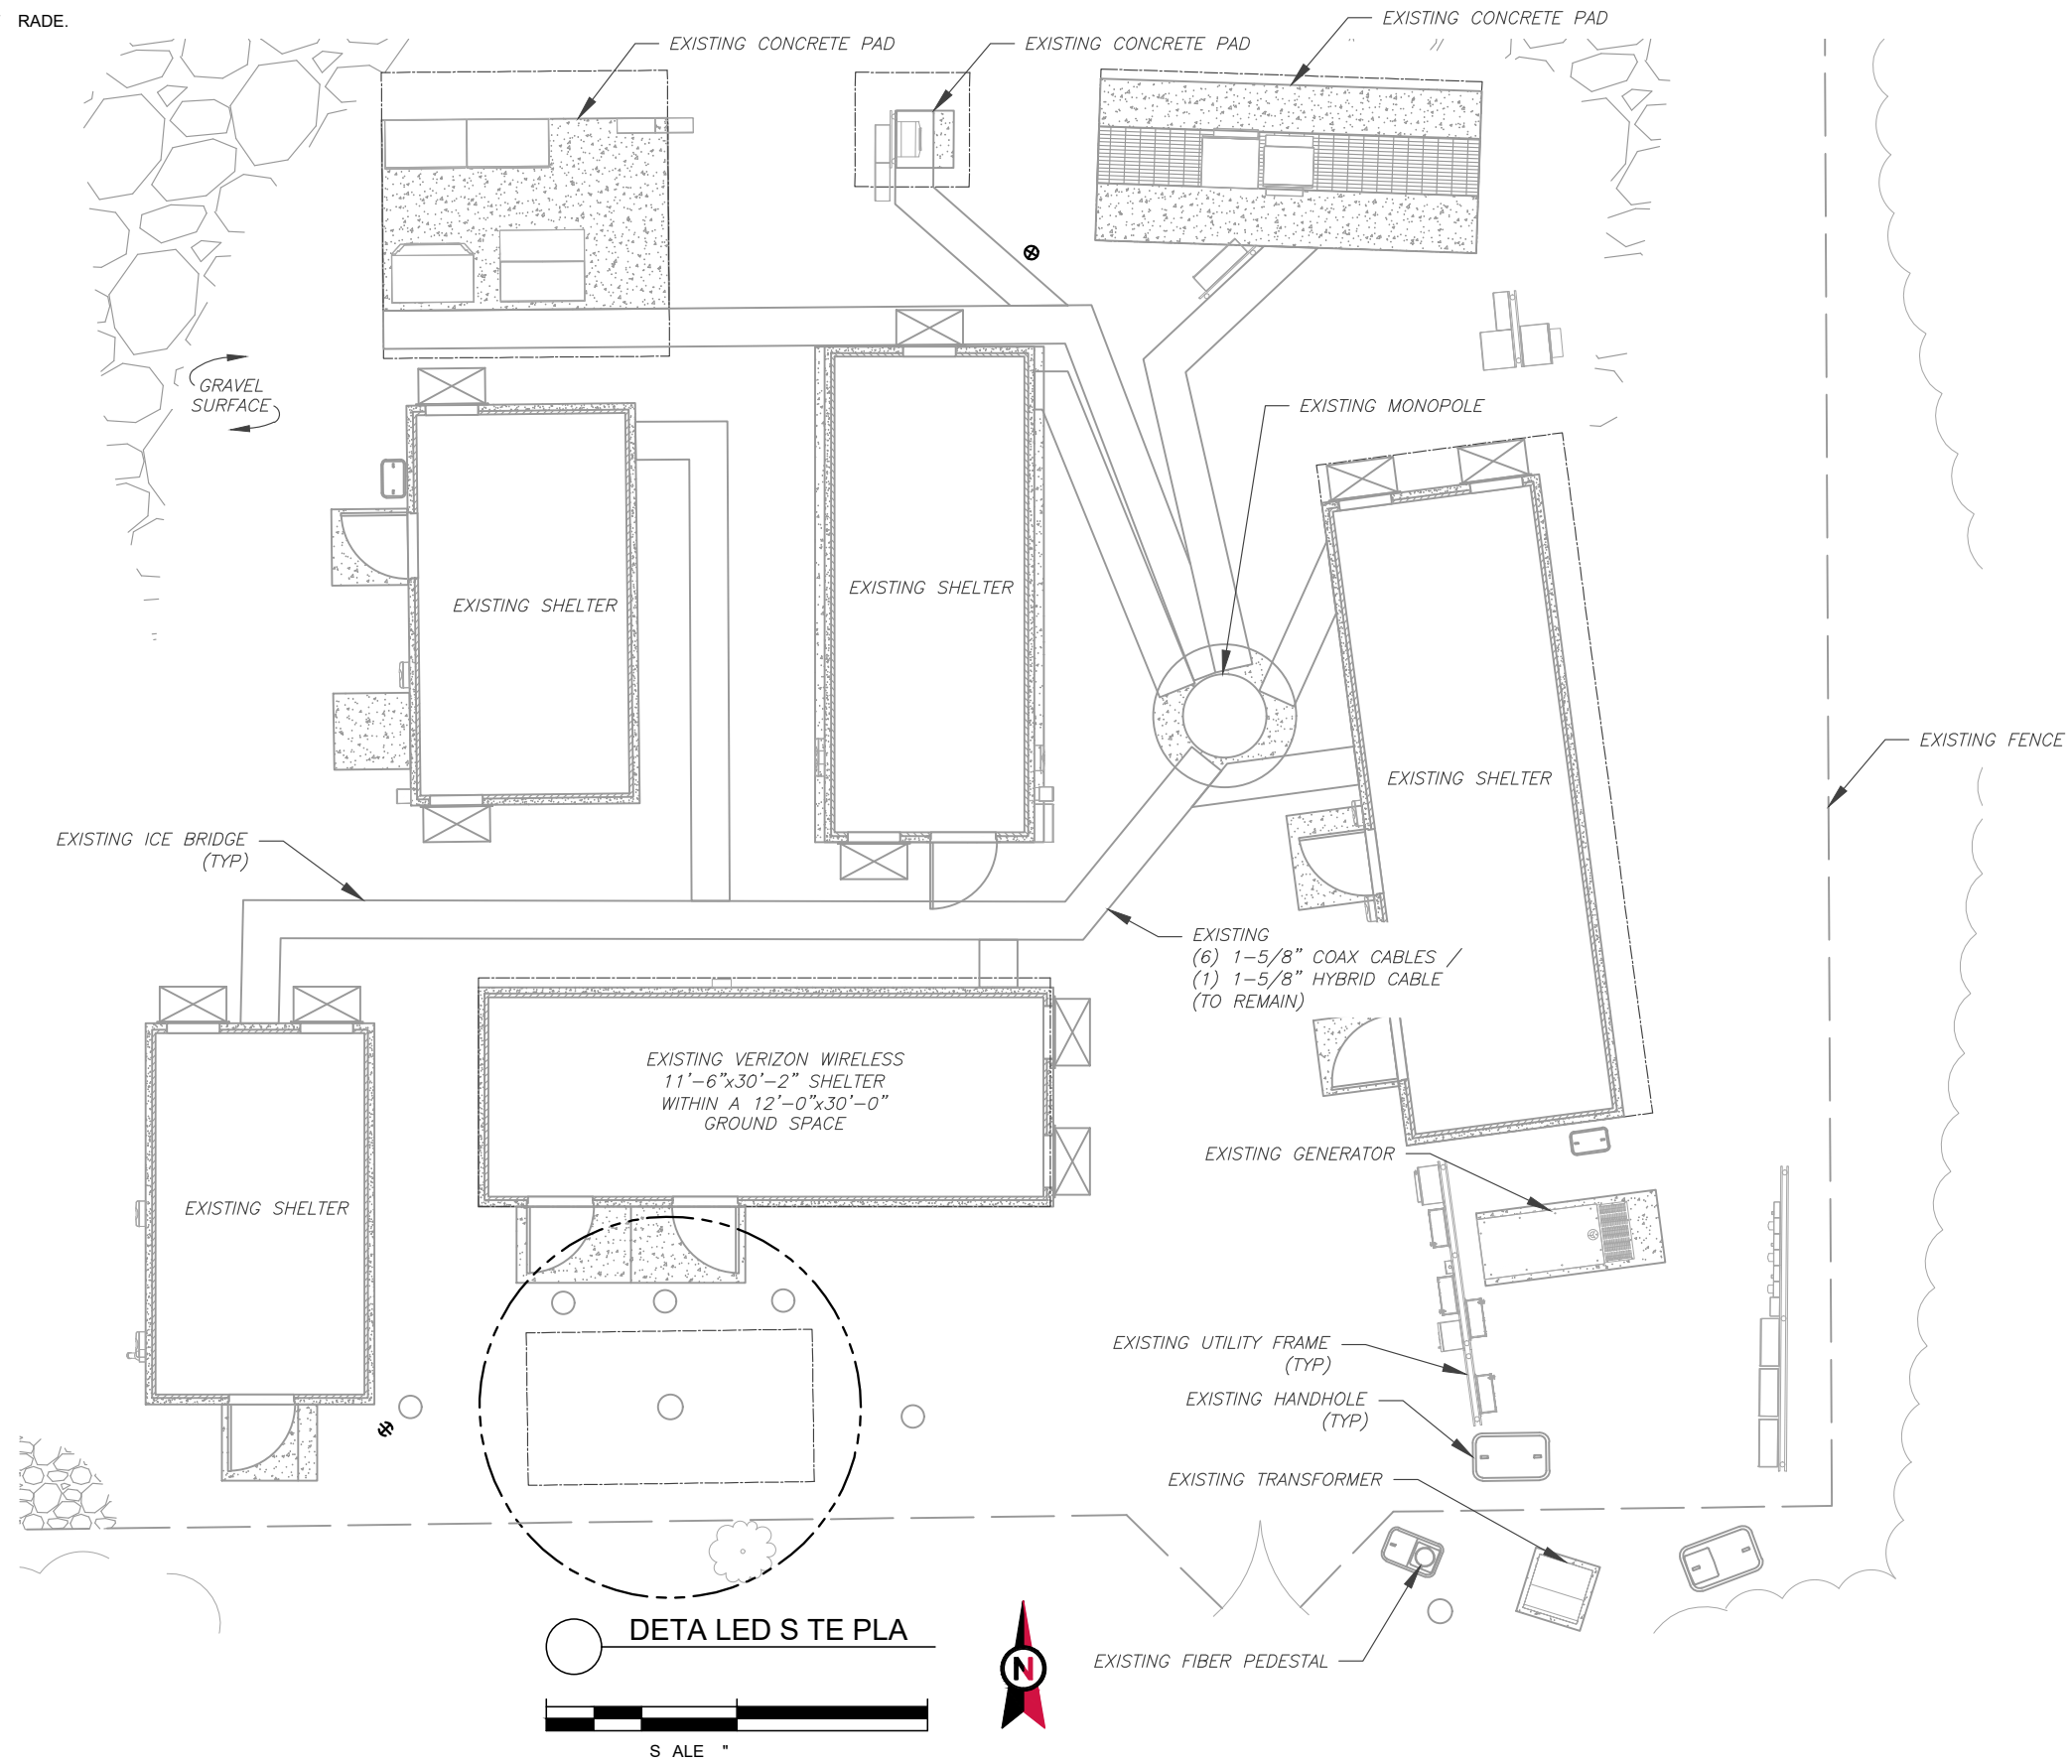 RADE.
EXISTING CONCRETE PAD
EXISTING CONCRETE PAD
EXISTING CONCRETE PAD
GRAVEL
SURFACE
EXISTING MONOPOLE
EXISTING SHELTER
EXISTING SHELTER
EXISTING FENCE
EXISTING SHELTER
EXISTING ICE BRIDGE
(TYP)
EXISTING
(6) 1-5/8" COAX CABLES /
(1) 1-5/8" HYBRID CABLE
(TO REMAIN)
EXISTING VERIZON WIRELESS
11'-6"x30'-2" SHELTER
WITHIN A 12'-0"x30'-0"
GROUND SPACE
EXISTING GENERATOR
EXISTING SHELTER
EXISTING UTILITY FRAME
(TYP)
EXISTING HANDHOLE
(TYP)
EXISTING TRANSFORMER
EXISTING FIBER PEDESTAL
DETA LED S TE PLA
N
S ALE "